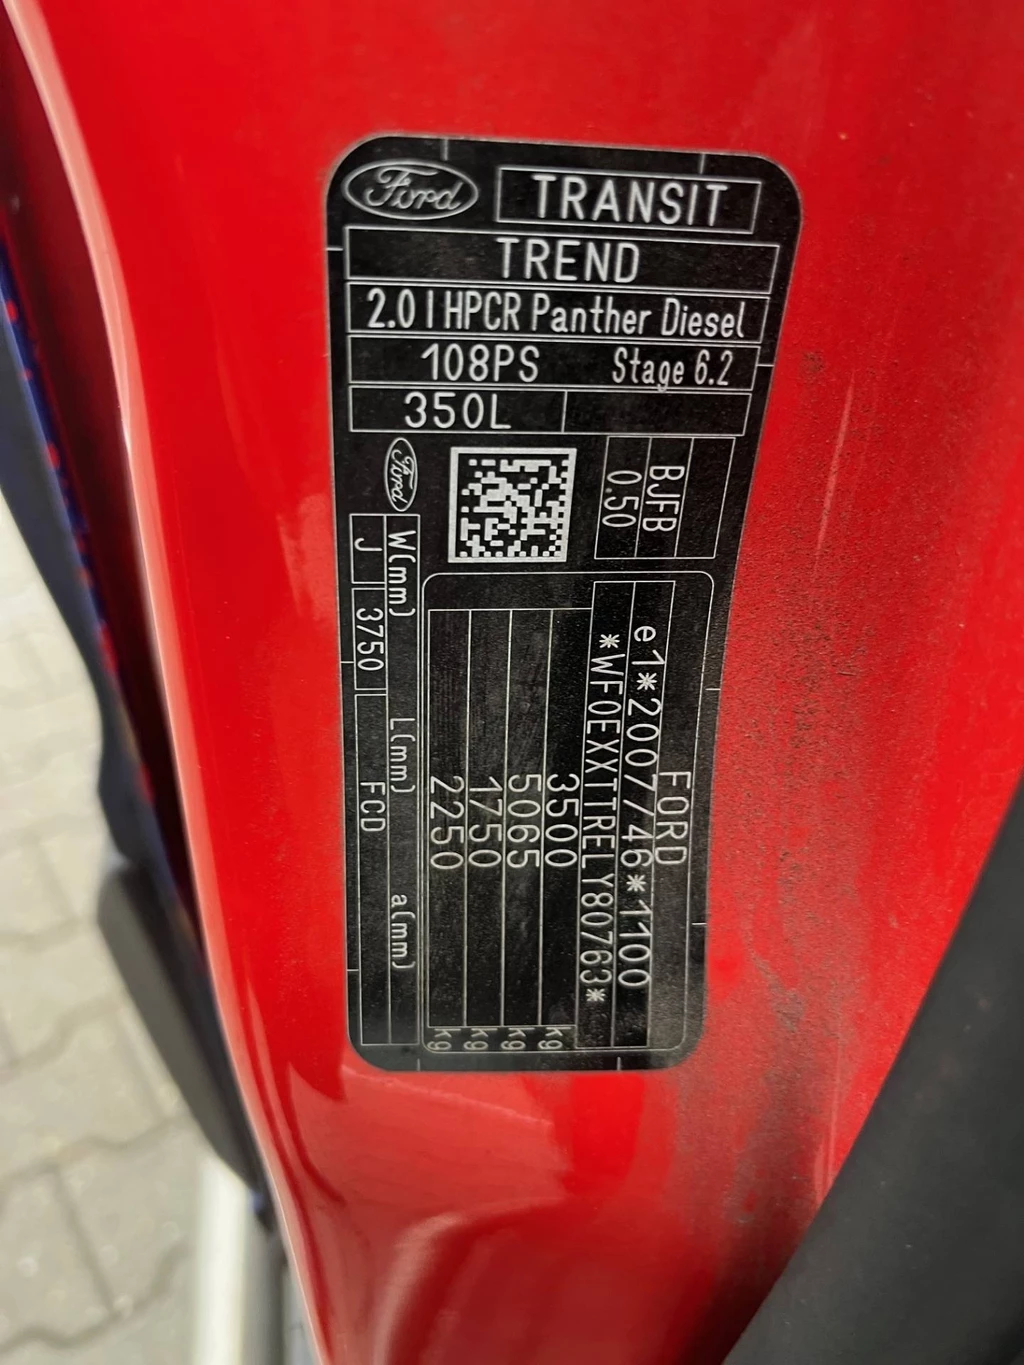 Ford TRANSIT
TREND
2.0 l HPCR Panther Diesel
108PS Stage 6.2
350L
BJFB
0.50
Ford
W(mm) L(mm) a(mm)
J 3750 FCD
FORD
e1*2007/46*1100
*WF0EXXTTRELY80763*
3500 kg
5065 kg
1750 kg
2250 kg